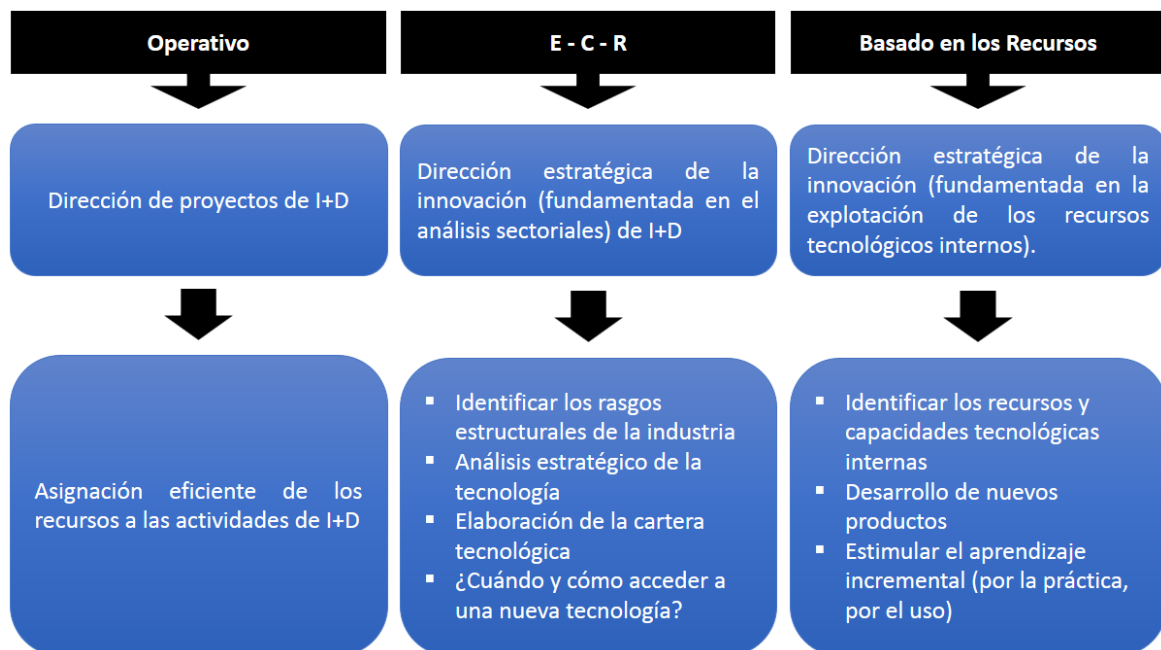 Operativo
E - C - R
Basado en los Recursos
Dirección de proyectos de I+D
Dirección estratégica de la
innovación (fundamentada en el
análisis sectoriales) de I+D
Dirección estratégica de la
innovación (fundamentada en la
explotación de los recursos
tecnológicos internos).
Asignación eficiente de los
recursos a las actividades de I+D
▪ Identificar los rasgos
estructurales de la industria
▪ Análisis estratégico de la
tecnología
▪ Elaboración de la cartera
tecnológica
▪ ¿Cuándo y cómo acceder a
una nueva tecnología?
▪ Identificar los recursos y
capacidades tecnológicas
internas
▪ Desarrollo de nuevos
productos
▪ Estimular el aprendizaje
incremental (por la práctica,
por el uso)